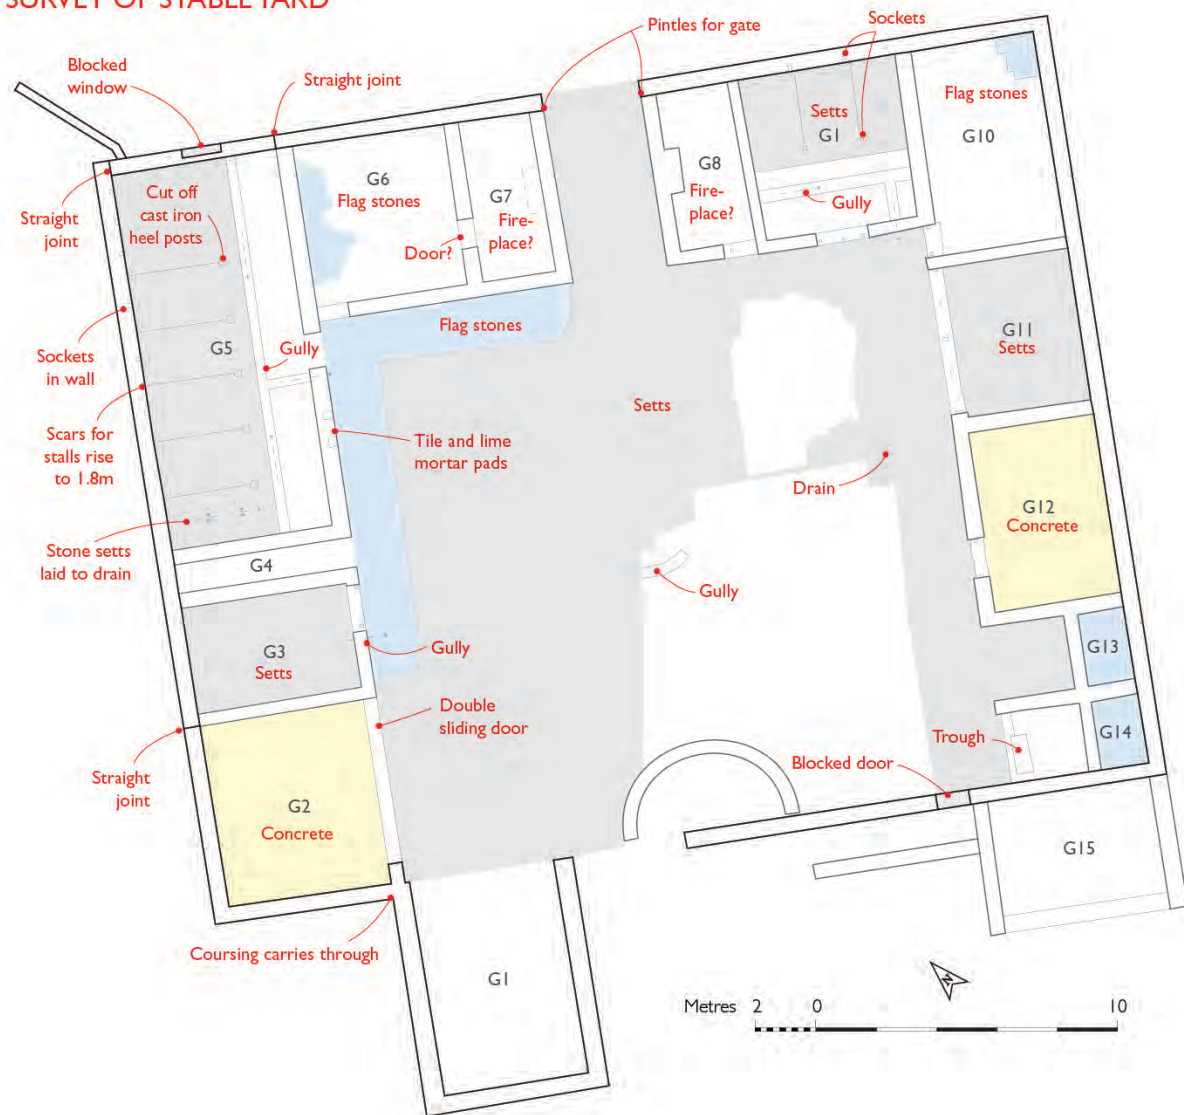 SURVEY OF STABLE YARD
Pintles for gate
Sockets
Blocked
window
Straight joint
Flag stones
Setts
G1
G10
G8
Fire-
place?
Gully
G6
Flag stones
G7
Fire-
place?
Door?
Cut off
cast iron
heel posts
Straight
joint
Flag stones
G11
Setts
G5
Gully
Sockets
in wall
Setts
Scars for
stalls rise
to 1.8m
Tile and lime
mortar pads
Drain
G12
Concrete
Stone setts
laid to drain
G4
Gully
G3
Setts
Gully
G13
Double
sliding door
Trough
G14
Straight
joint
Blocked door
G2
Concrete
G15
Coursing carries through
G1
N
Metres 2 0 10